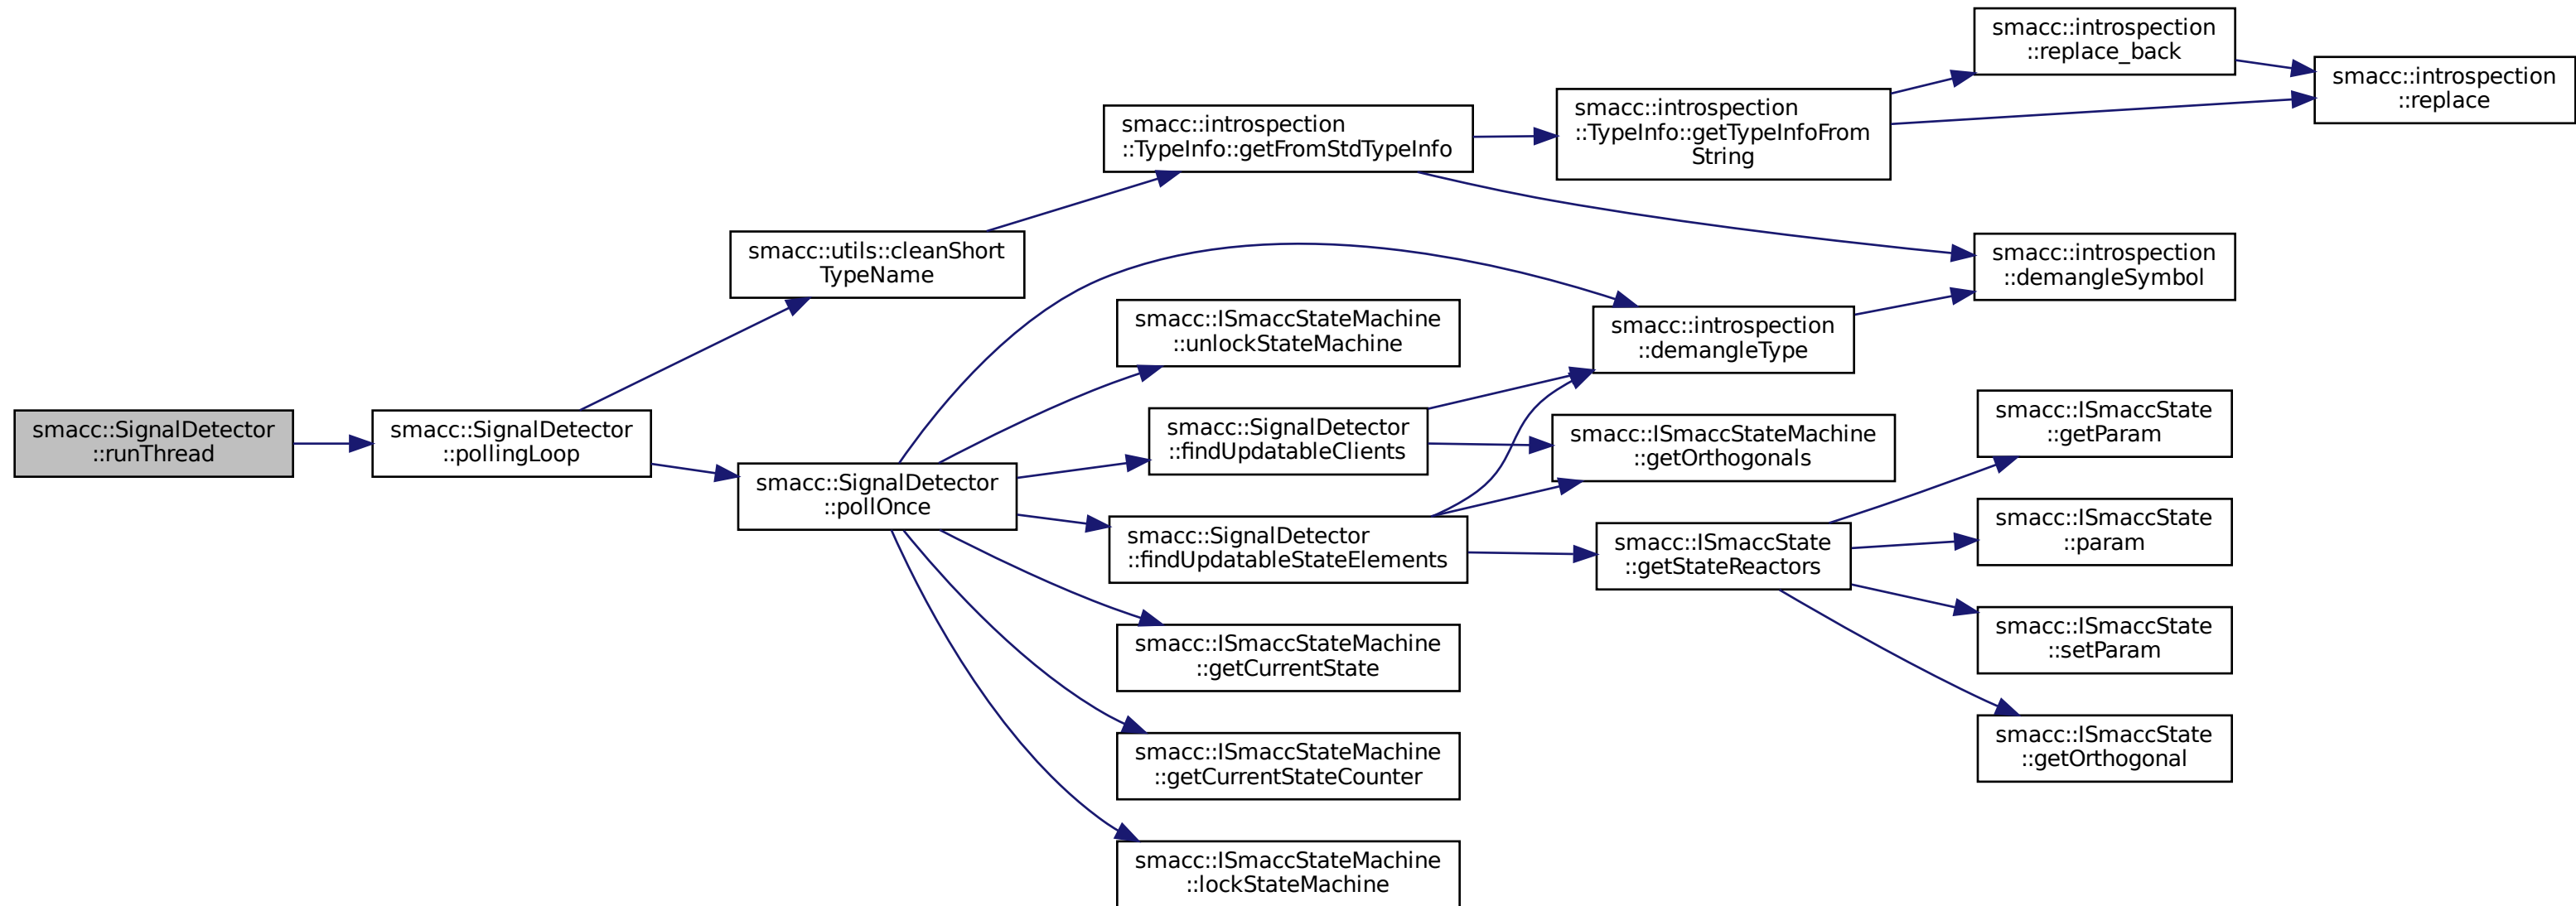 smacc::SignalDetector
::runThread
smacc::SignalDetector
::pollingLoop
smacc::utils::cleanShort
TypeName
smacc::SignalDetector
::pollOnce
smacc::introspection
::TypeInfo::getFromStdTypeInfo
smacc::ISmaccStateMachine
::unlockStateMachine
smacc::SignalDetector
::findUpdatableClients
smacc::SignalDetector
::findUpdatableStateElements
smacc::ISmaccStateMachine
::getCurrentState
smacc::ISmaccStateMachine
::getCurrentStateCounter
smacc::ISmaccStateMachine
::lockStateMachine
smacc::introspection
::TypeInfo::getTypeInfoFrom
String
smacc::introspection
::demangleType
smacc::ISmaccStateMachine
::getOrthogonals
smacc::ISmaccState
::getStateReactors
smacc::introspection
::replace_back
smacc::introspection
::demangleSymbol
smacc::ISmaccState
::getParam
smacc::ISmaccState
::param
smacc::ISmaccState
::setParam
smacc::ISmaccState
::getOrthogonal
smacc::introspection
::replace